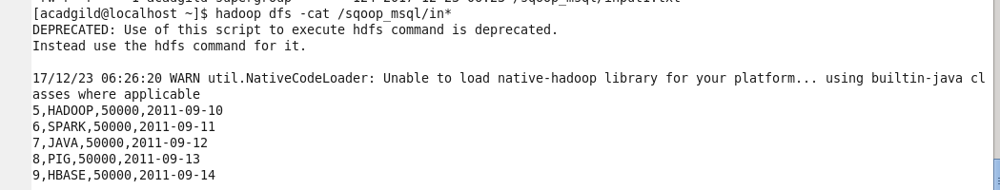 [acadgild@localhost ~]$ hadoop dfs -cat /sqoop_msql/in*
DEPRECATED: Use of this script to execute hdfs command is deprecated.
Instead use the hdfs command for it.
17/12/23 06:26:20 WARN util.NativeCodeLoader: Unable to load native-hadoop library for your platform... using builtin-java cl
asses where applicable
5,HADOOP,50000,2011-09-10
6,SPARK,50000,2011-09-11
7,JAVA,50000,2011-09-12
8,PIG,50000,2011-09-13
9,HBASE,50000,2011-09-14